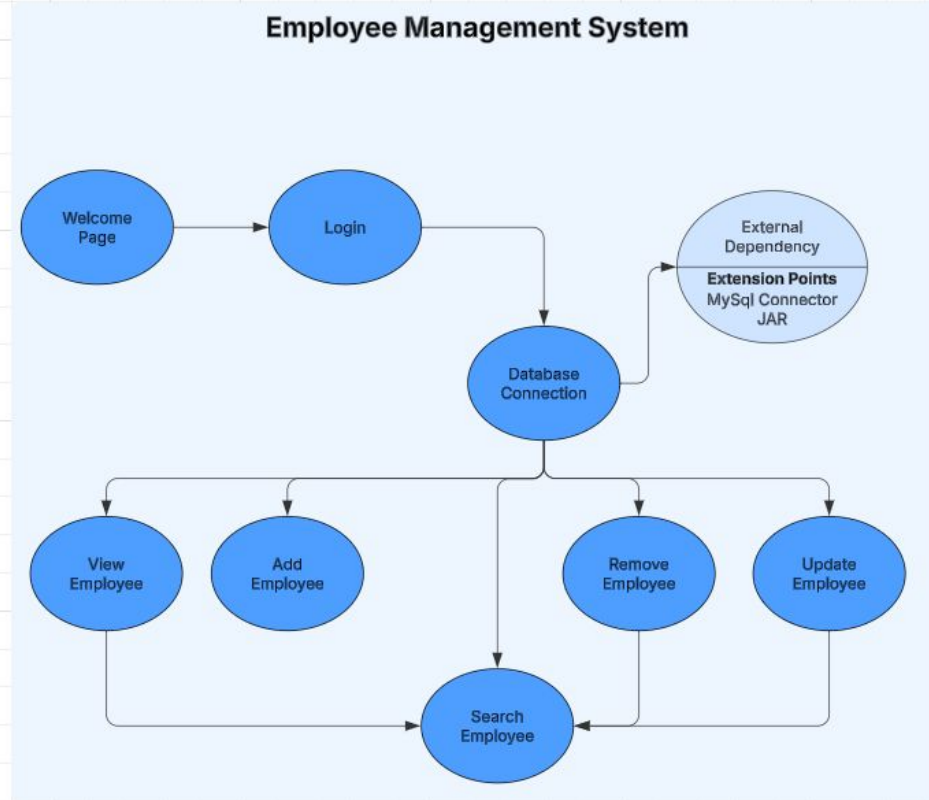 Employee Management System
Welcome
Page
Login
External
Dependency
Extension Points
MySql Connector
JAR
Database
Connection
View
Employee
Add
Employee
Remove
Employee
Update
Employee
Search
Employee